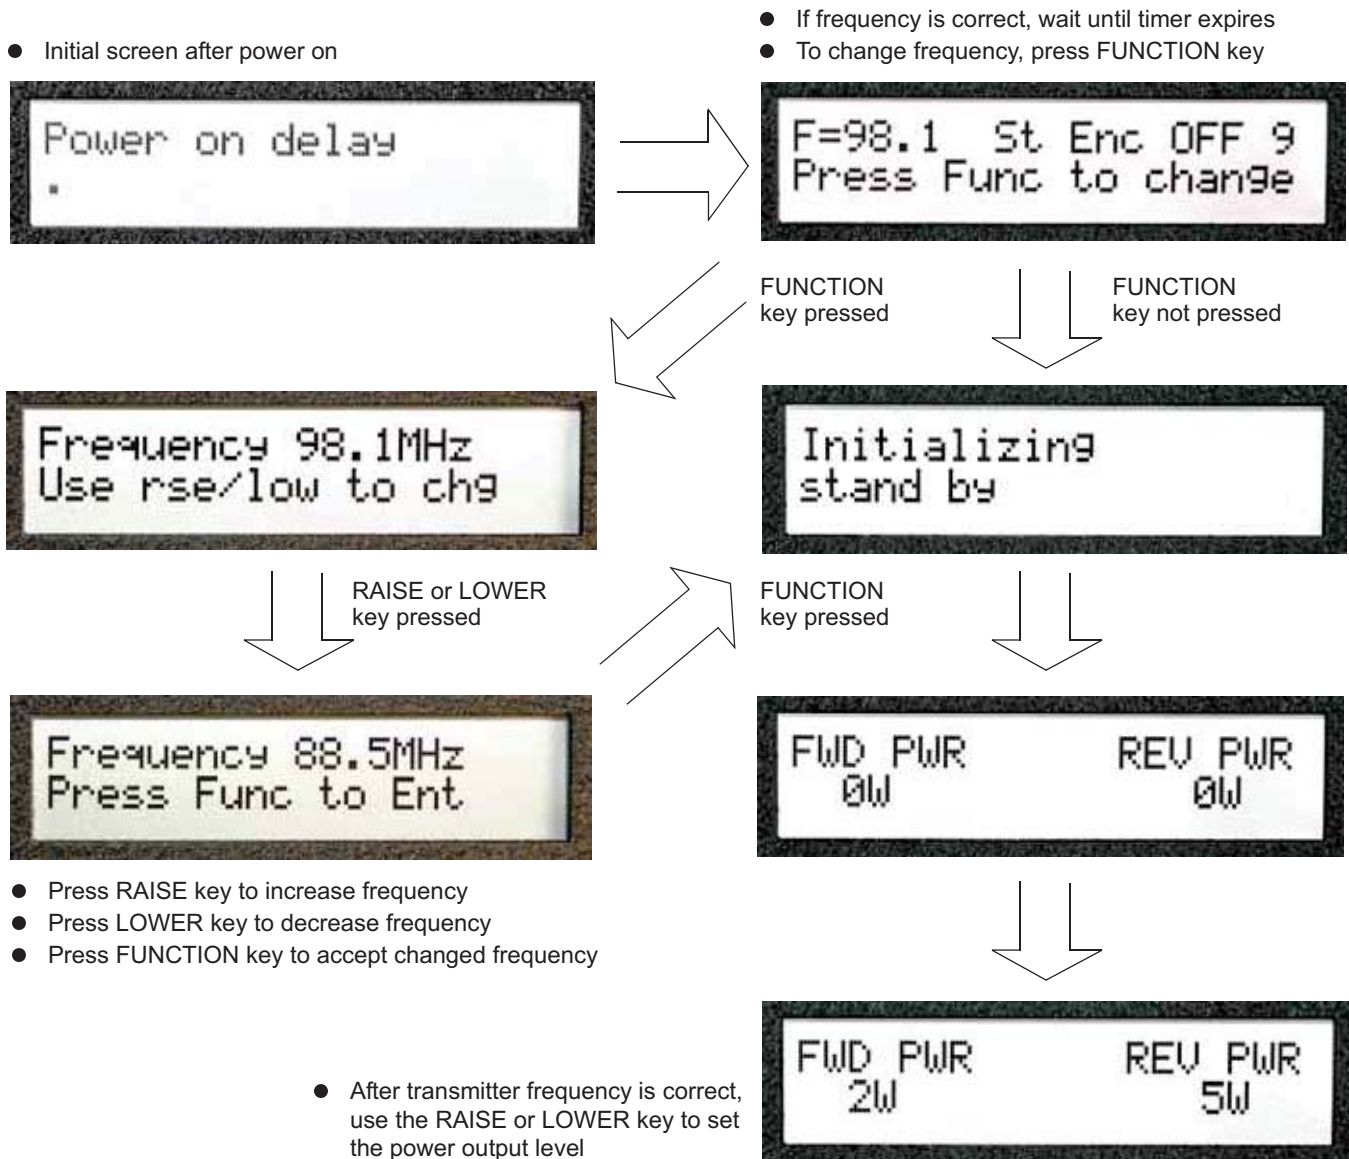 ● If frequency is correct, wait until timer expires
● Initial screen after power on
● To change frequency, press FUNCTION key
Power on delay
.
F=98.1 St Enc OFF 9
Press Func to change
FUNCTION
key pressed
FUNCTION
key not pressed
Frequency 98.1MHz
Use rse/low to chg
Initializing
stand by
RAISE or LOWER
key pressed
FUNCTION
key pressed
Frequency 88.5MHz
Press Func to Ent
FWD PWR REV PWR
0W 0W
● Press RAISE key to increase frequency
● Press LOWER key to decrease frequency
● Press FUNCTION key to accept changed frequency
FWD PWR REV PWR
2W 5W
● After transmitter frequency is correct,
use the RAISE or LOWER key to set
the power output level